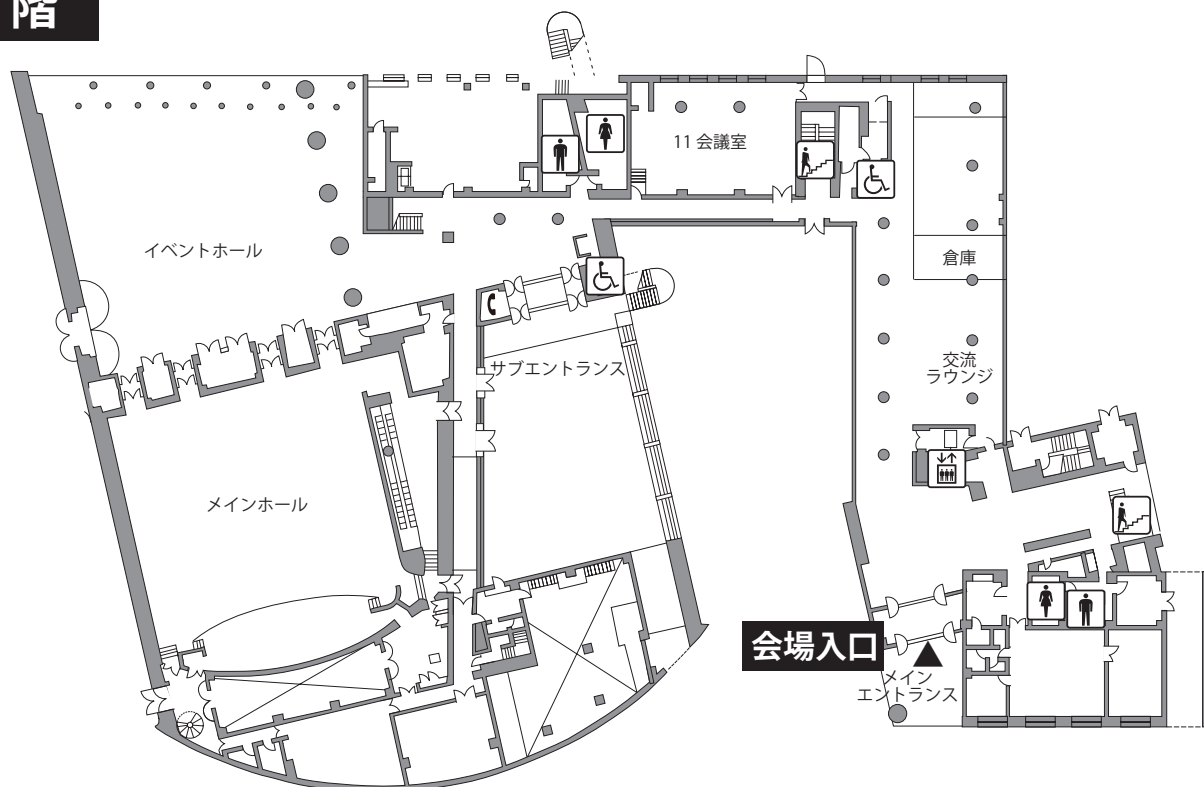 階
11 会議室
イベントホール
倉庫
サブエントランス
交流
ラウンジ
メインホール
会場入口
メイン
エントランス